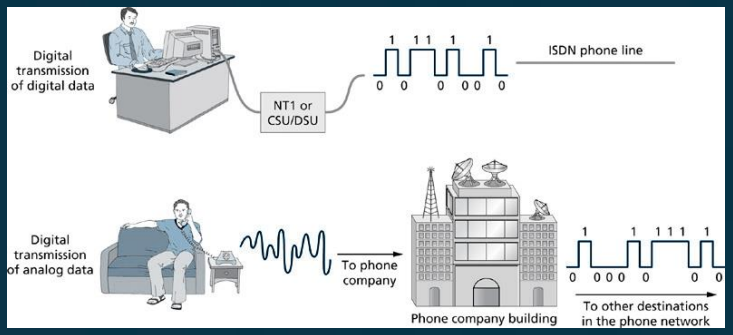 Digital
transmission
of digital data
NT1 or
CSU/DSU
1 1 1 1 1
0 0 0 0 0 0
ISDN phone line
Digital
transmission
of analog data
To phone
company
Phone company building
1 1 1 1 1 1
0 0 0 0 0 0 0
To other destinations
in the phone network